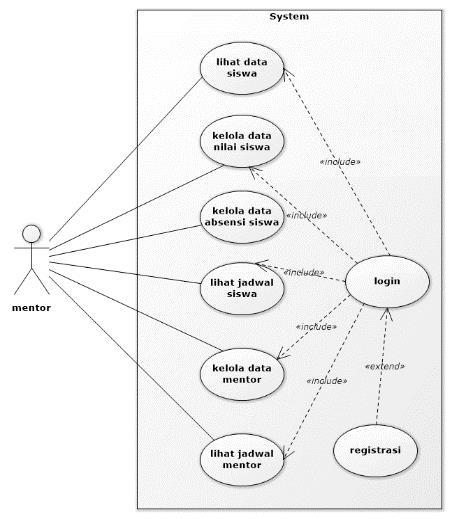 System
lihat data
siswa
kelola data
nilai siswa
«include»
kelola data
absensi siswa
«include»
mentor
lihat jadwal
siswa
«include»
login
kelola data
mentor
«include»
«include»
«extend»
lihat jadwal
mentor
registrasi